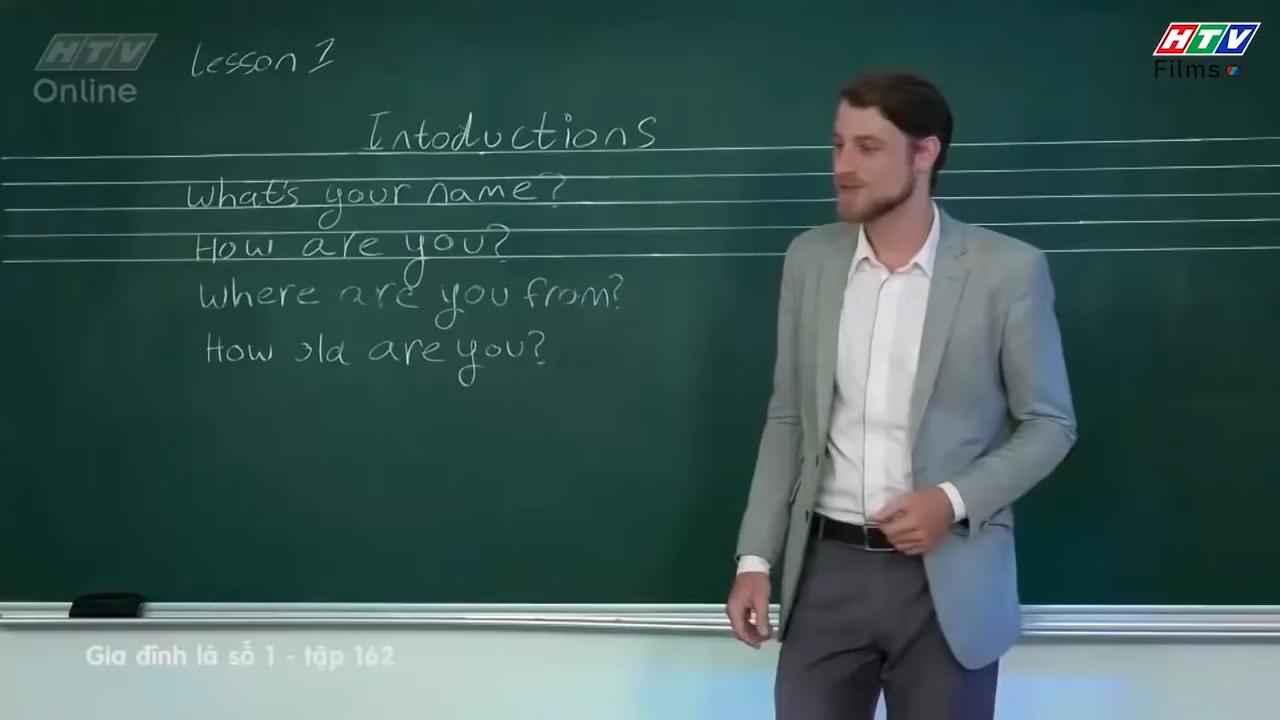 HTV
Online
HTV
Films
Lesson 1
Intoductions
What's your name?
How are you?
Where are you from?
How old are you?
Gia đình là số 1 - tập 162